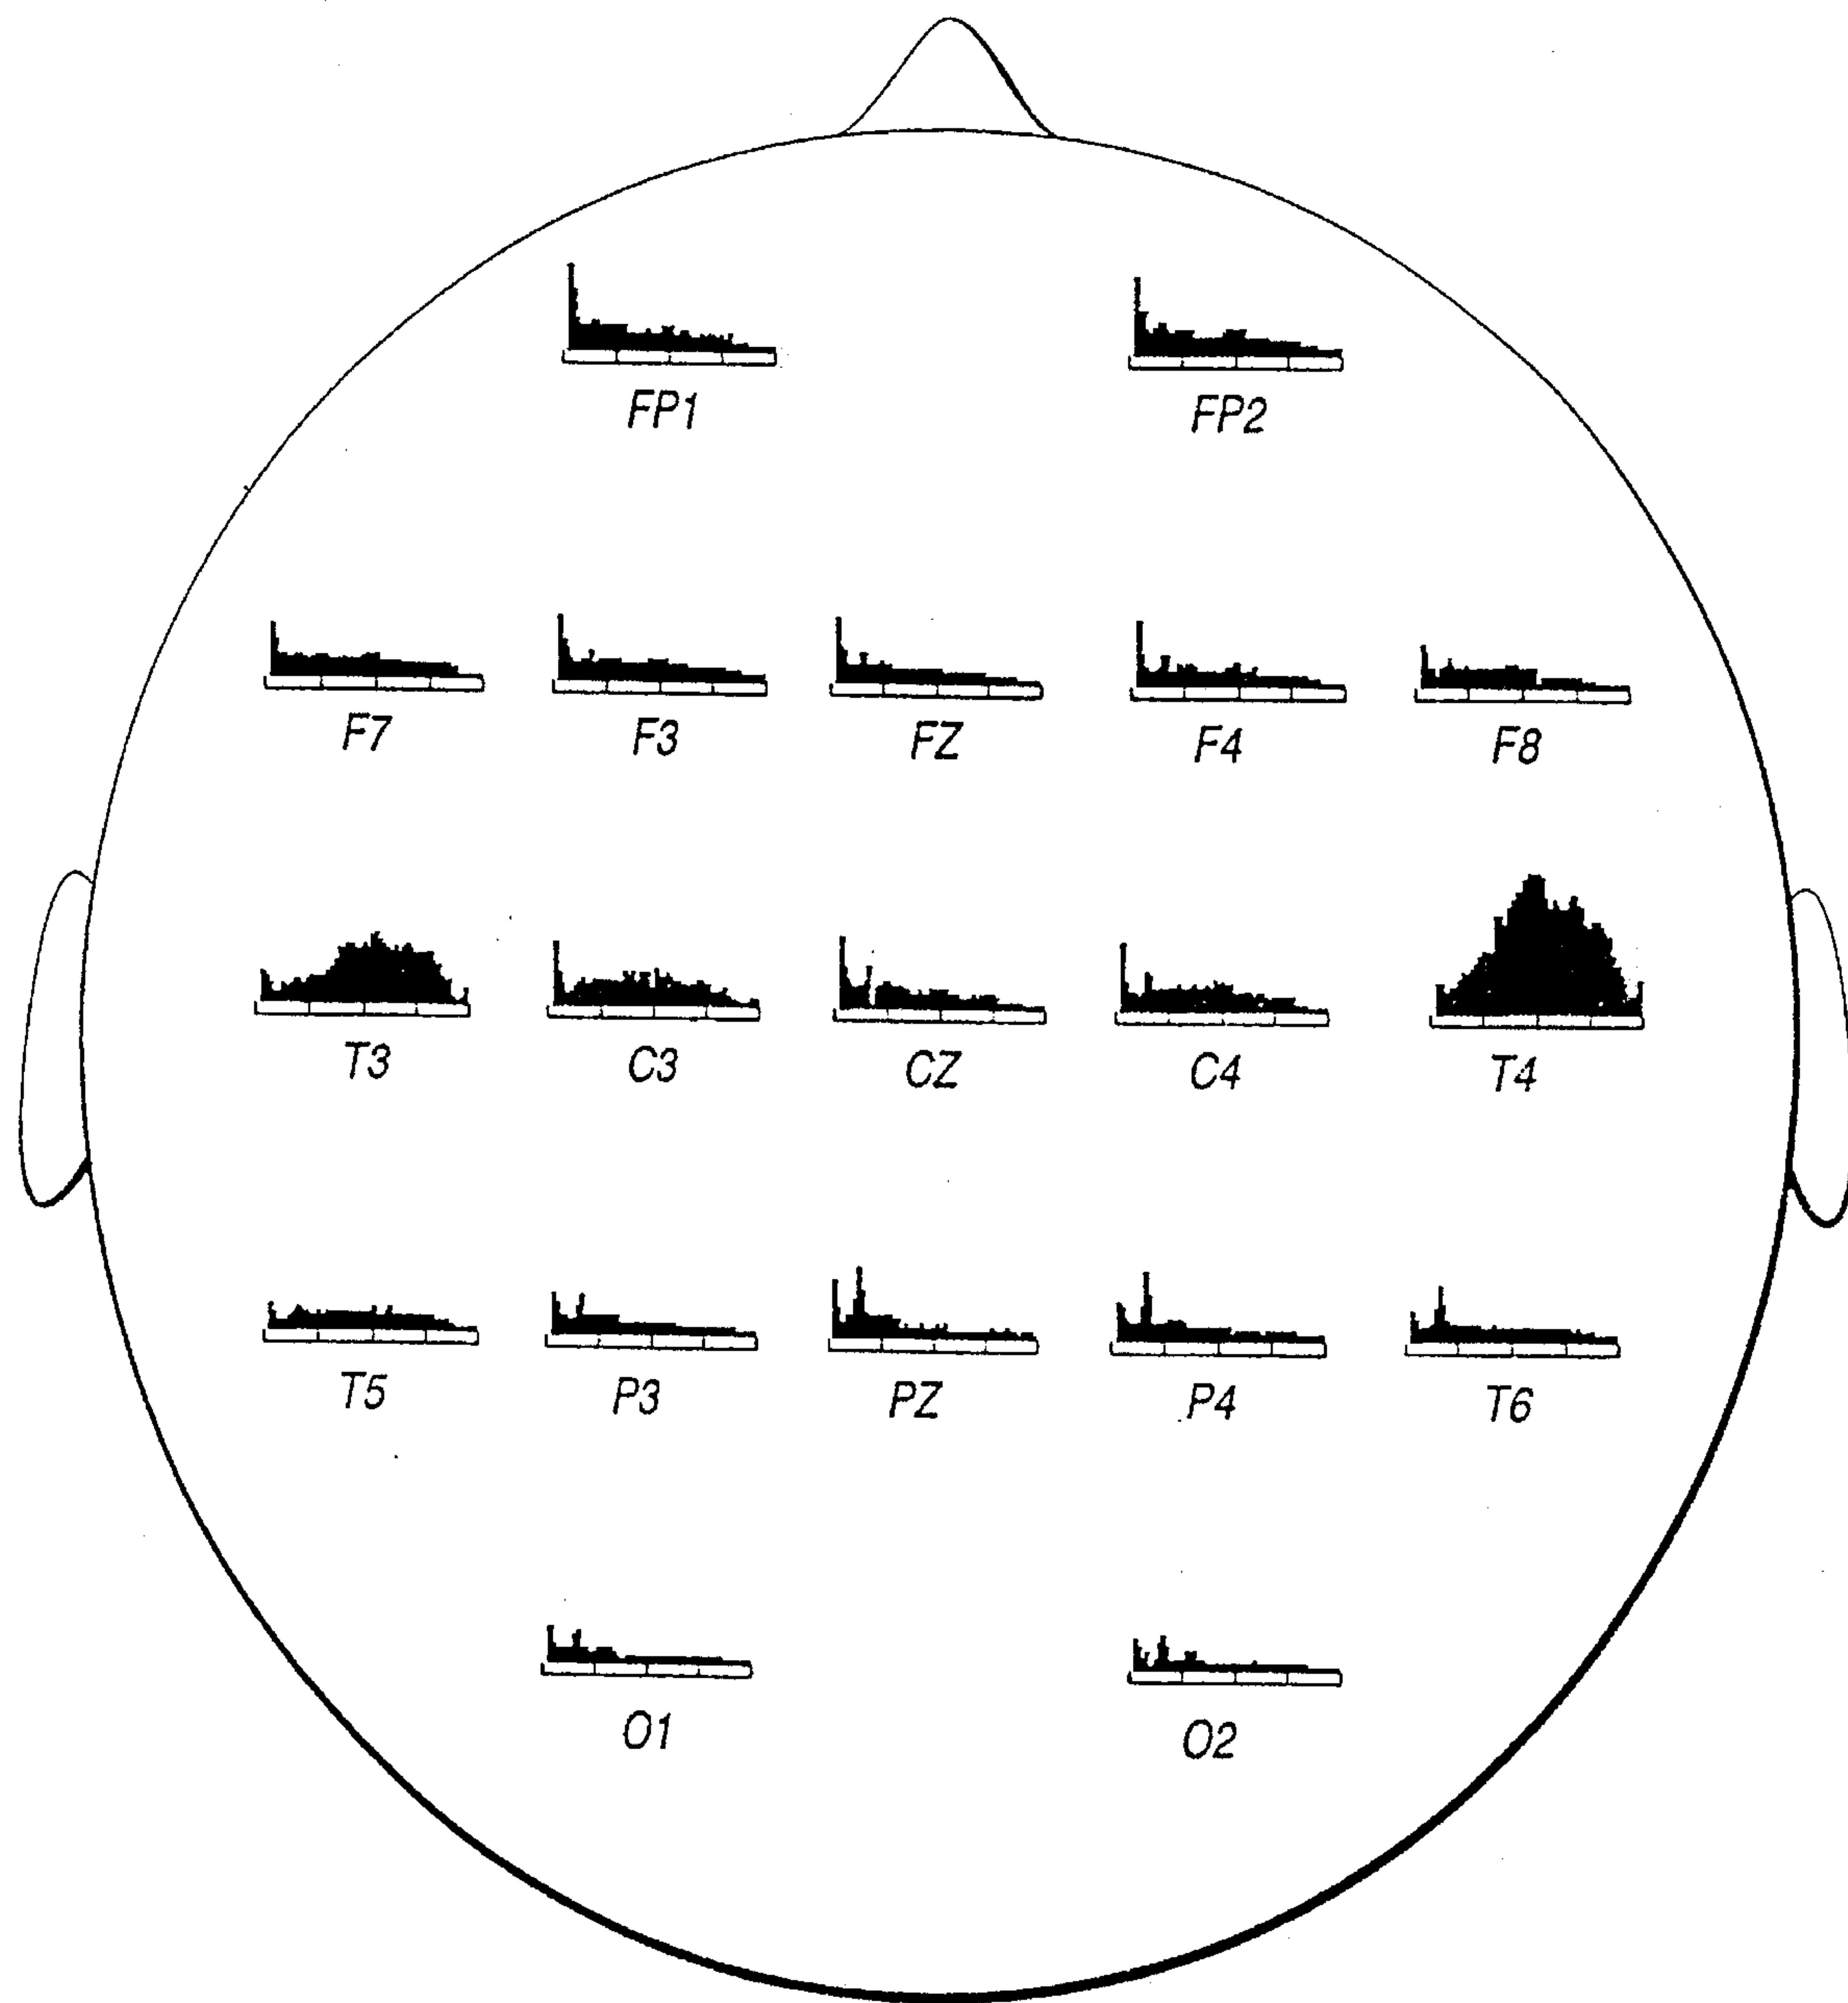 FP1 FP2
F7 F3 FZ F4 F8
T3 C3 CZ C4 T4
T5 P3 PZ P4 T6
O1 O2